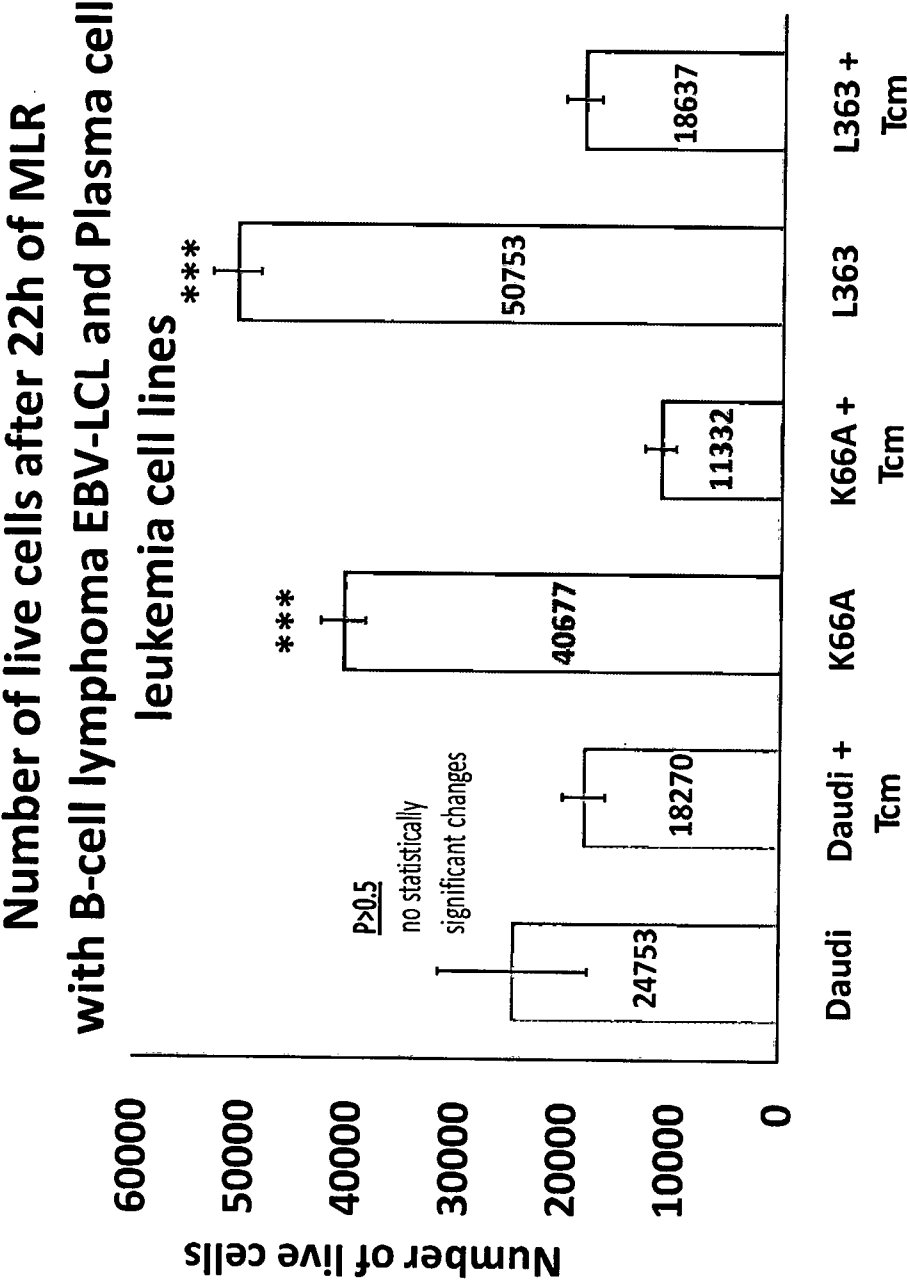 Number of live cells after 22h of MLR
with B-cell lymphoma EBV-LCL and Plasma cell
leukemia cell lines
Number of live cells
60000
50000
40000
30000
20000
10000
0
P>0.5
no statistically
significant changes
***
***
24753
18270
40677
11332
50753
18637
Daudi
Daudi +
Tcm
K66A
K66A +
Tcm
L363
L363 +
Tcm